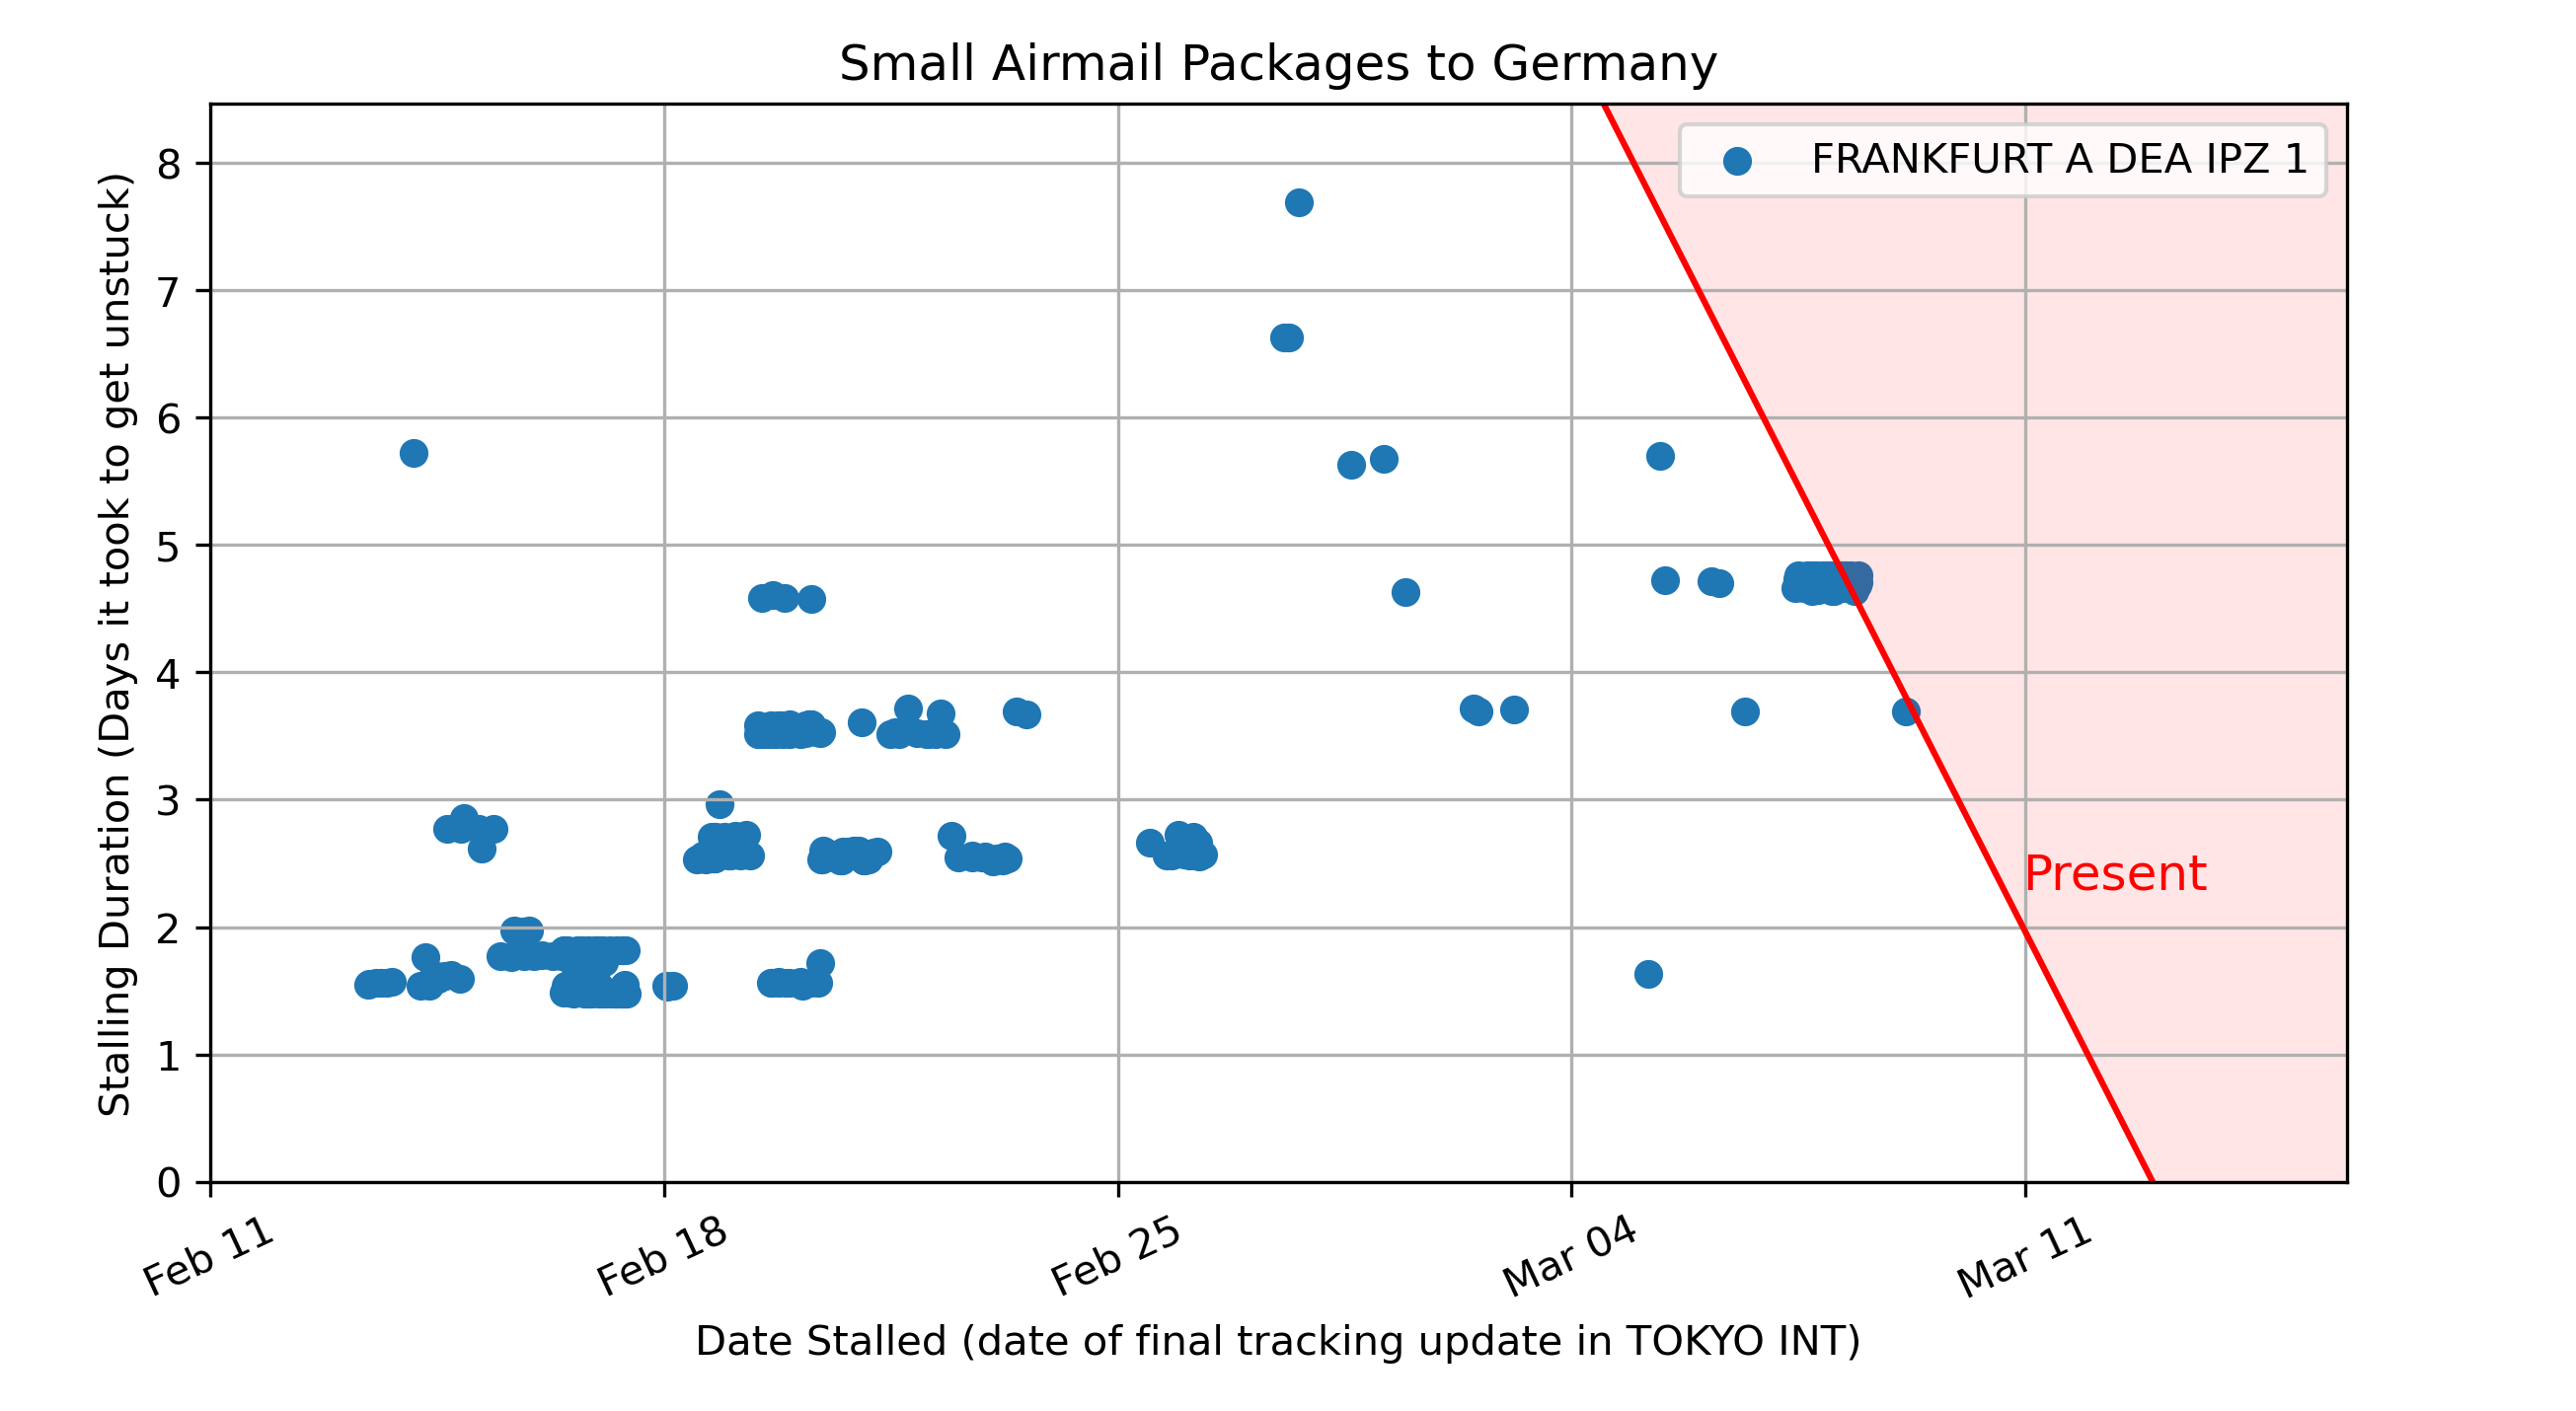 Small Airmail Packages to Germany
FRANKFURT A DEA IPZ 1
Stalling Duration (Days it took to get unstuck)
8
7
6
5
4
3
2
1
0
Present
Feb 11
Feb 18
Feb 25
Mar 04
Mar 11
Date Stalled (date of final tracking update in TOKYO INT)